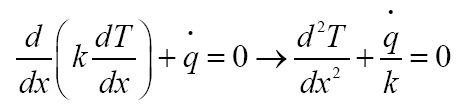 d/dx (k dT/dx) + q̇ = 0 → d²T/dx² + q̇/k = 0